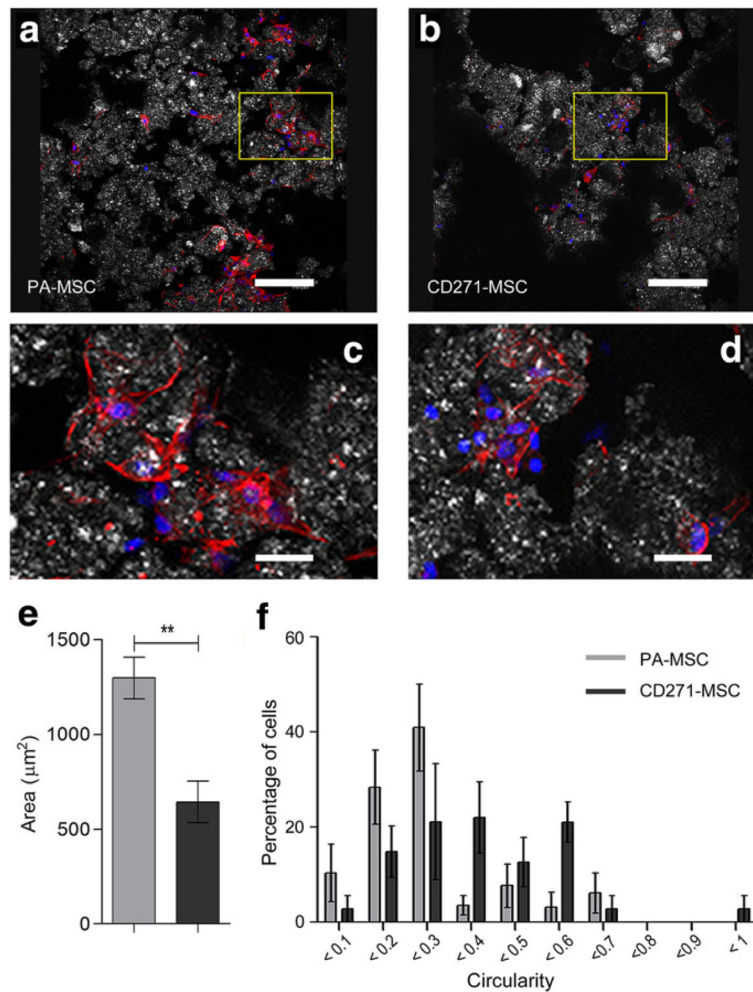 a
b
PA-MSC
CD271-MSC
c
d
e
f
1500
**
1000
500
0
Area (μm²)
60
40
20
0
Percentage of cells
PA-MSC
CD271-MSC
< 0.1
< 0.2
< 0.3
< 0.4
< 0.5
< 0.6
<0.7
<0.8
<0.9
< 1
Circularity